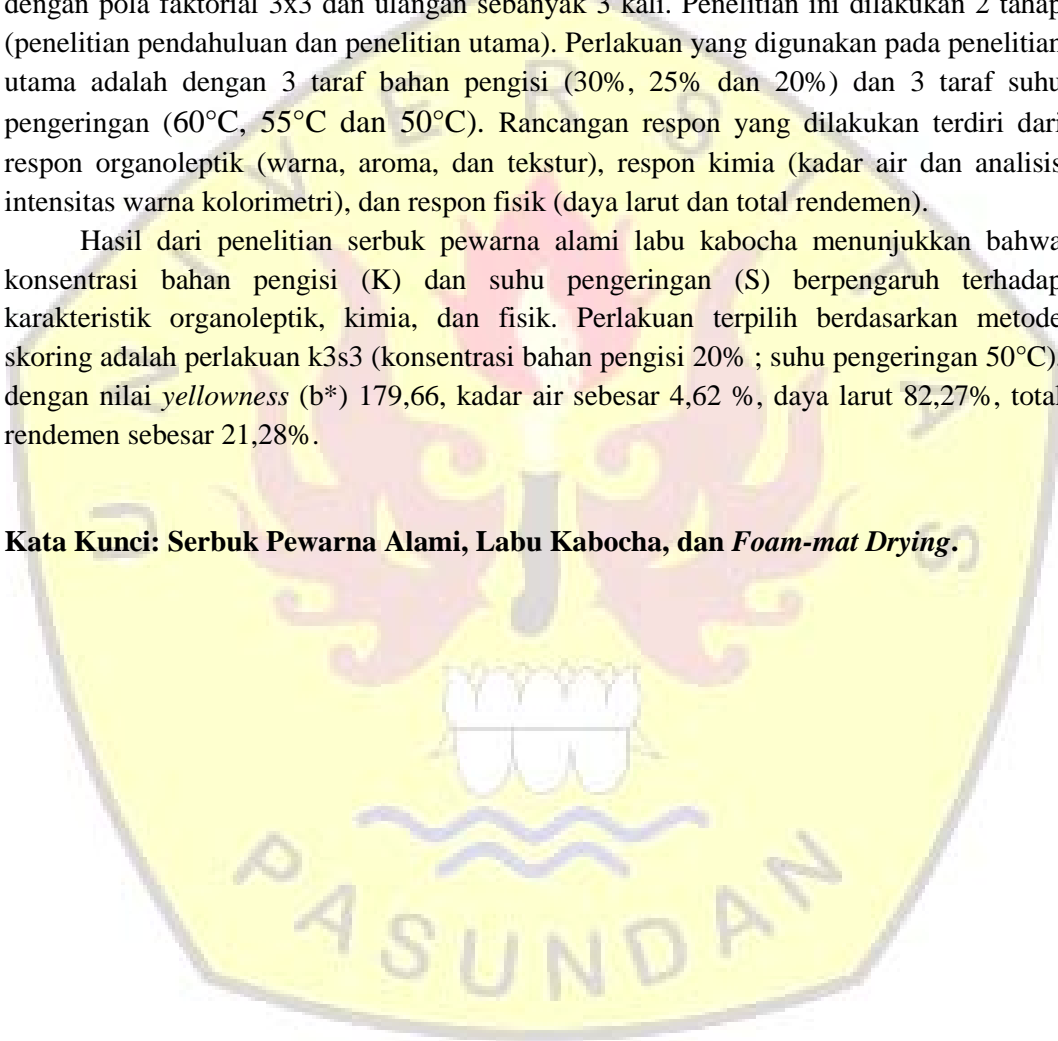 dengan pola faktorial 3x3 dan ulangan sebanyak 3 kali. Penelitian ini dilakukan 2 tahap
(penelitian pendahuluan dan penelitian utama). Perlakuan yang digunakan pada penelitian
utama adalah dengan 3 taraf bahan pengisi (30%, 25% dan 20%) dan 3 taraf suhu
pengeringan (60°C, 55°C dan 50°C). Rancangan respon yang dilakukan terdiri dari
respon organoleptik (warna, aroma, dan tekstur), respon kimia (kadar air dan analisis
intensitas warna kolorimetri), dan respon fisik (daya larut dan total rendemen).
Hasil dari penelitian serbuk pewarna alami labu kabocha menunjukkan bahwa
konsentrasi bahan pengisi (K) dan suhu pengeringan (S) berpengaruh terhadap
karakteristik organoleptik, kimia, dan fisik. Perlakuan terpilih berdasarkan metode
skoring adalah perlakuan k3s3 (konsentrasi bahan pengisi 20% ; suhu pengeringan 50°C),
dengan nilai yellowness (b*) 179,66, kadar air sebesar 4,62 %, daya larut 82,27%, total
rendemen sebesar 21,28%.
Kata Kunci: Serbuk Pewarna Alami, Labu Kabocha, dan Foam-mat Drying.
UNIVERSITAS
PASUNDAN